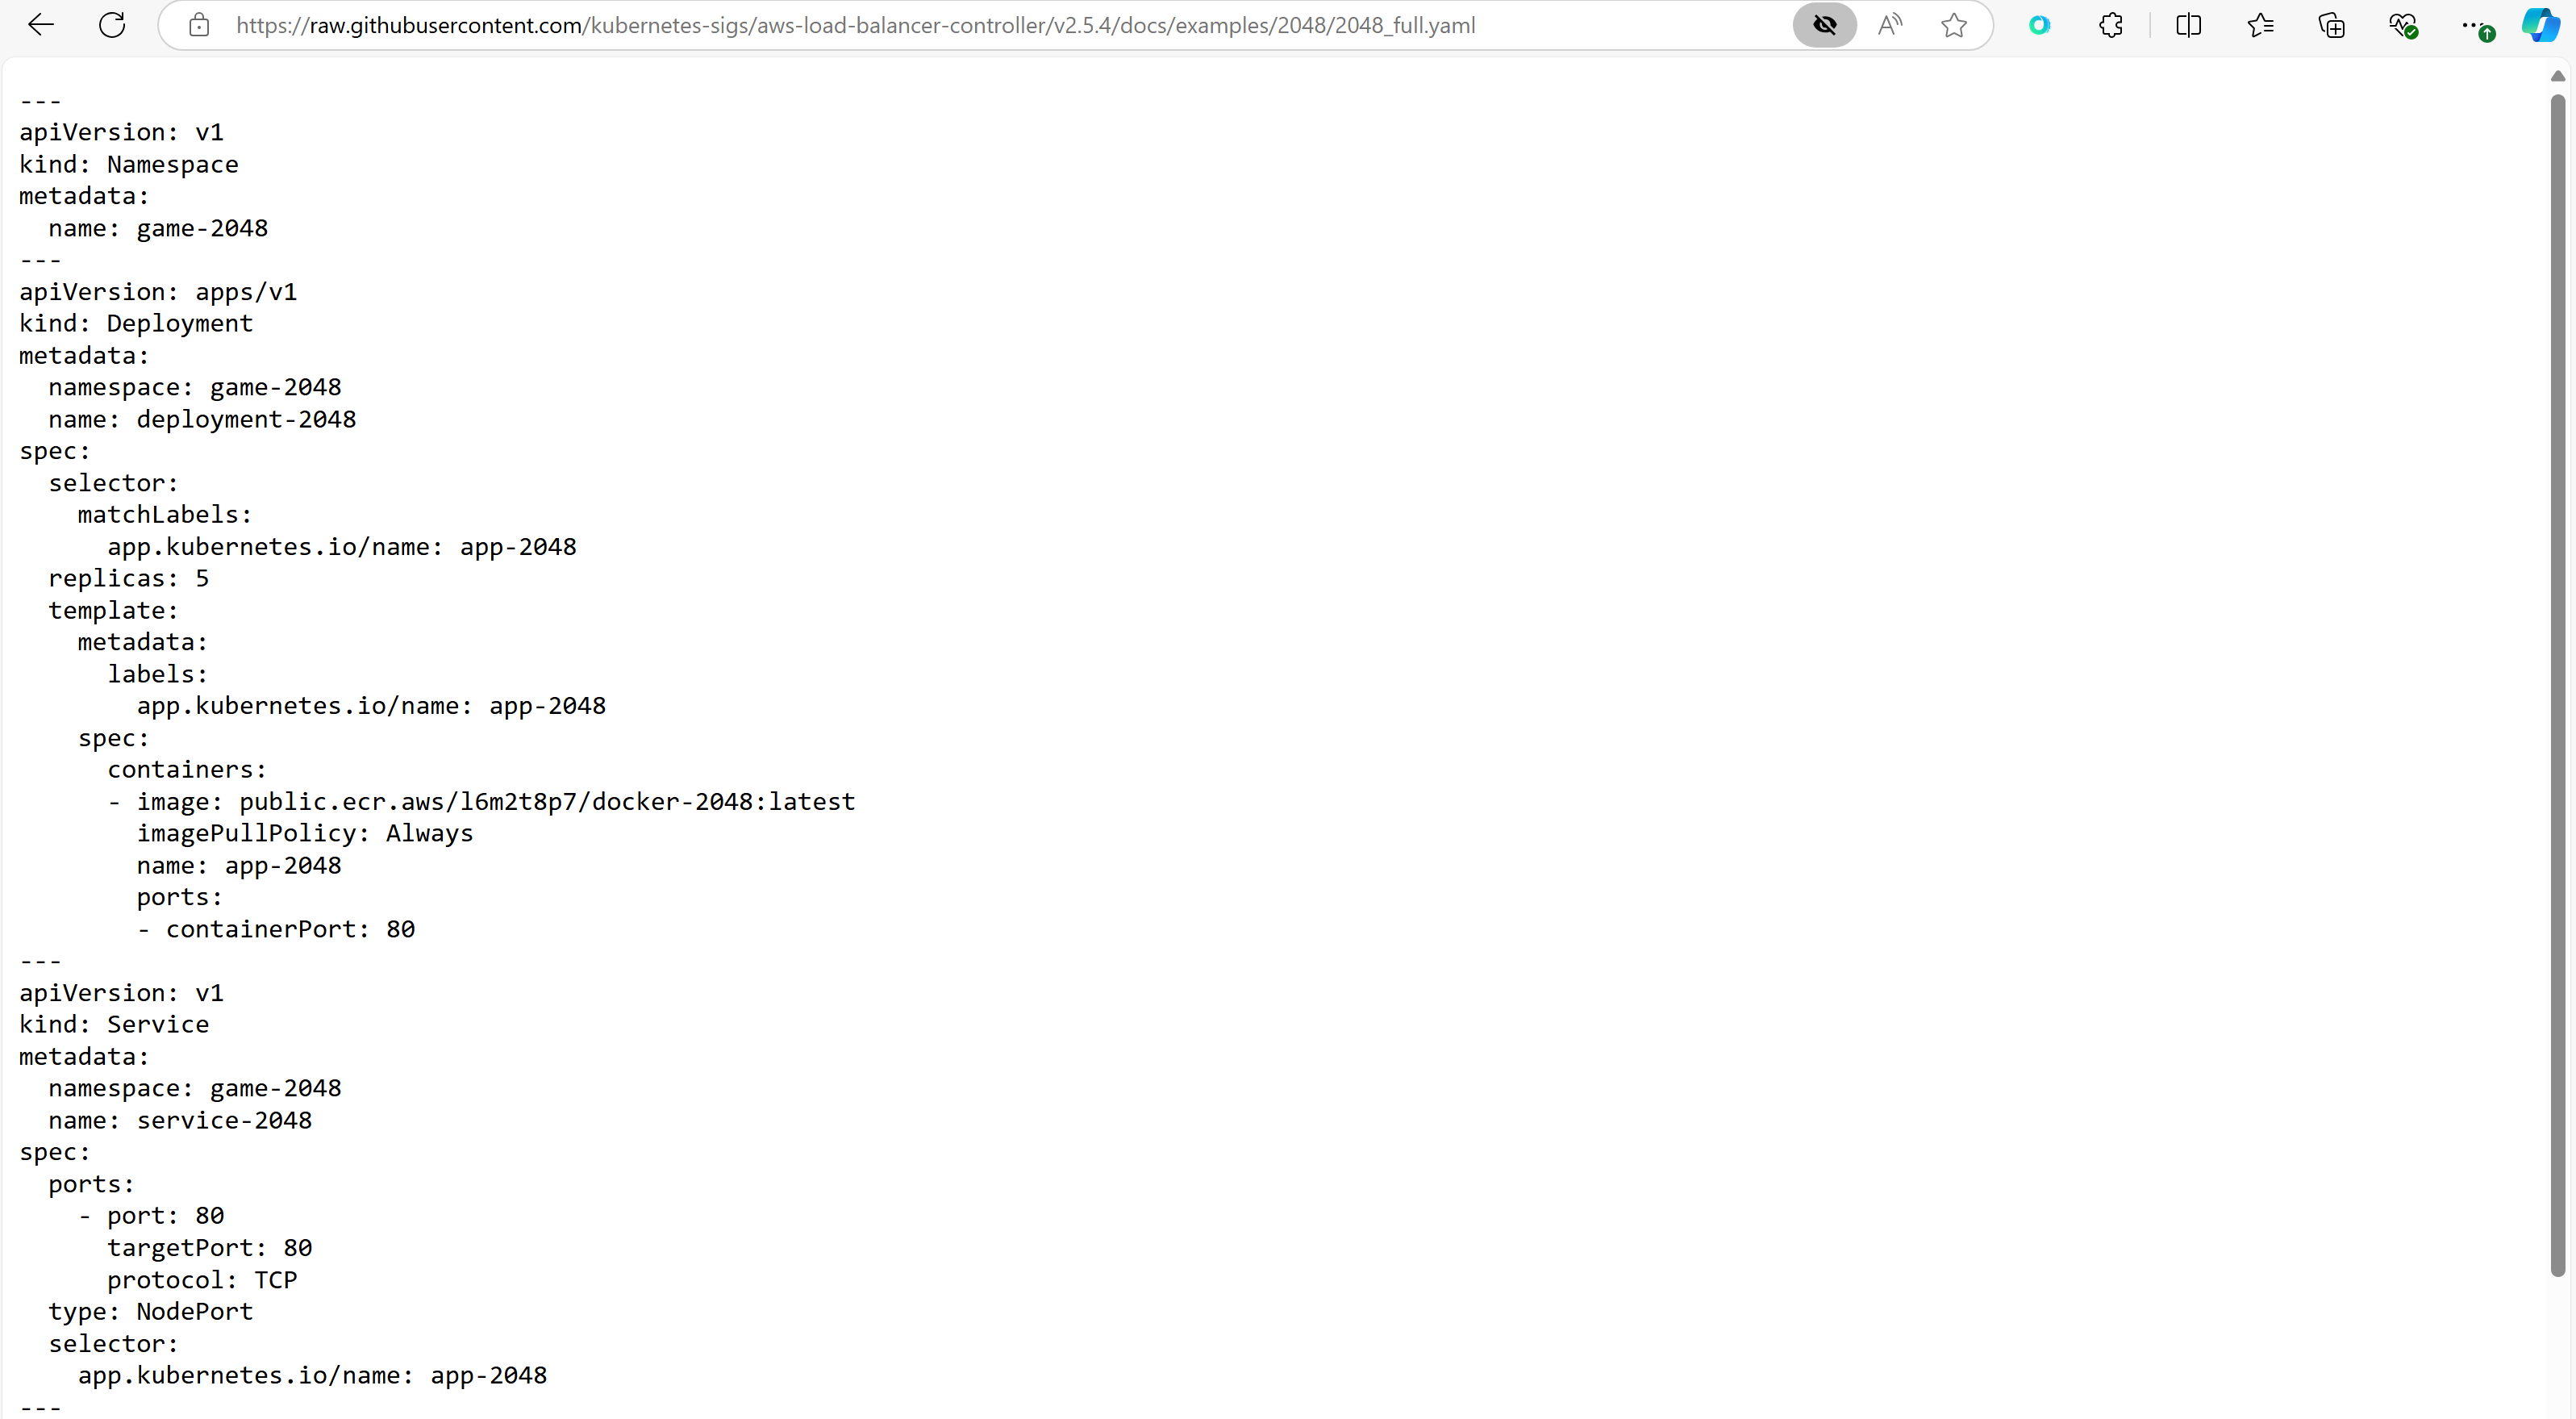 https://raw.githubusercontent.com/kubernetes-sigs/aws-load-balancer-controller/v2.5.4/docs/examples/2048/2048_full.yaml
---
apiVersion: v1
kind: Namespace
metadata:
  name: game-2048
---
apiVersion: apps/v1
kind: Deployment
metadata:
  namespace: game-2048
  name: deployment-2048
spec:
  selector:
    matchLabels:
      app.kubernetes.io/name: app-2048
  replicas: 5
  template:
    metadata:
      labels:
        app.kubernetes.io/name: app-2048
    spec:
      containers:
      - image: public.ecr.aws/l6m2t8p7/docker-2048:latest
        imagePullPolicy: Always
        name: app-2048
        ports:
        - containerPort: 80
---
apiVersion: v1
kind: Service
metadata:
  namespace: game-2048
  name: service-2048
spec:
  ports:
    - port: 80
      targetPort: 80
      protocol: TCP
  type: NodePort
  selector:
    app.kubernetes.io/name: app-2048
---